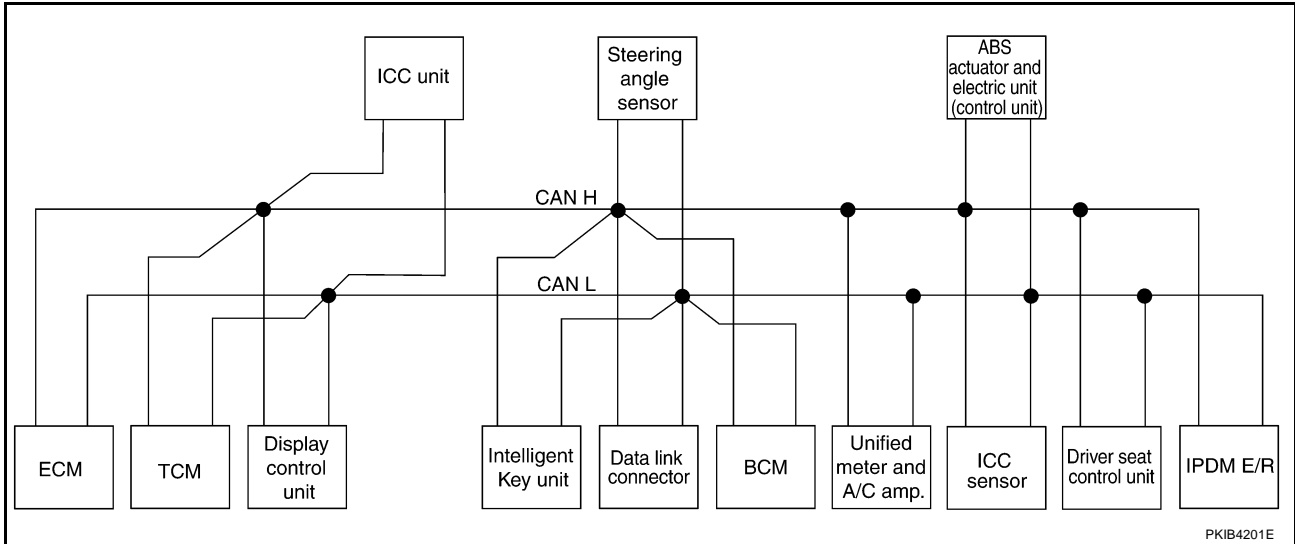 ICC unit
Steering
angle
sensor
ABS
actuator and
electric unit
(control unit)
CAN H
CAN L
ECM
TCM
Display
control
unit
Intelligent
Key unit
Data link
connector
BCM
Unified
meter and
A/C amp.
ICC
sensor
Driver seat
control unit
IPDM E/R
PKIB4201E